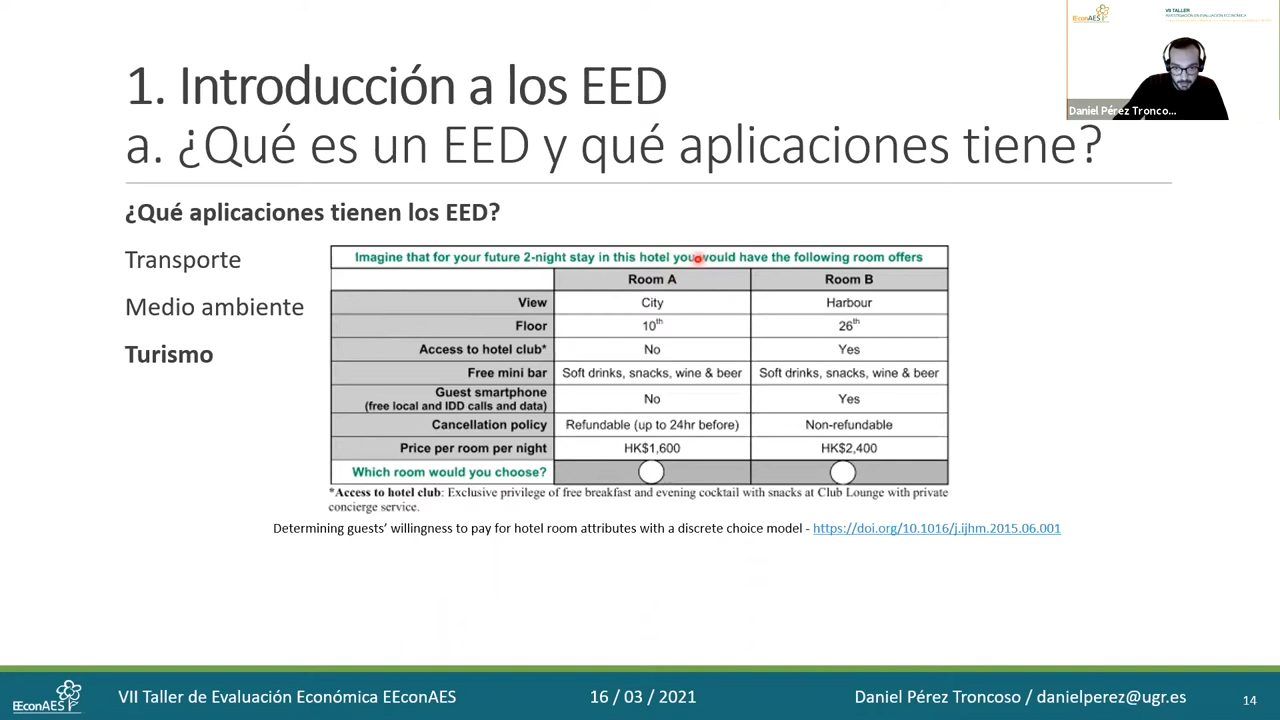 EEconAES
VII TALLER
1. Introducción a los EED
a. ¿Qué es un EED y qué aplicaciones tiene?
Daniel Pérez Tronco...
¿Qué aplicaciones tienen los EED?
Transporte
Medio ambiente
Turismo
Imagine that for your future 2-night stay in this hotel you would have the following room offers
Room A Room B
View City Harbour
Floor 10th 26th
Access to hotel club* No Yes
Free mini bar Soft drinks, snacks, wine & beer Soft drinks, snacks, wine & beer
Guest smartphone
(free local and IDD calls and data) No Yes
Cancellation policy Refundable (up to 24hr before) Non-refundable
Price per room per night HK$1,600 HK$2,400
Which room would you choose?
*Access to hotel club: Exclusive privilege of free breakfast and evening cocktail with snacks at Club Lounge with private
concierge service.
Determining guests' willingness to pay for hotel room attributes with a discrete choice model - https://doi.org/10.1016/j.ijhm.2015.06.001
EEconAES
VII Taller de Evaluación Económica EEconAES
16 / 03 / 2021
Daniel Pérez Troncoso / danielperez@ugr.es
14